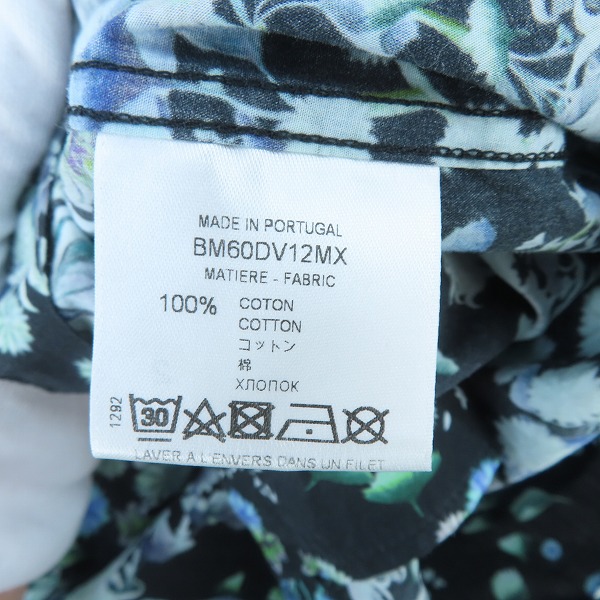 MADE IN PORTUGAL
BM60DV12MX
MATIERE - FABRIC
100% COTON
COTTON
コットン
棉
ХЛОПОК
1292
30
LAVER A L'ENVERS DANS UN FILET